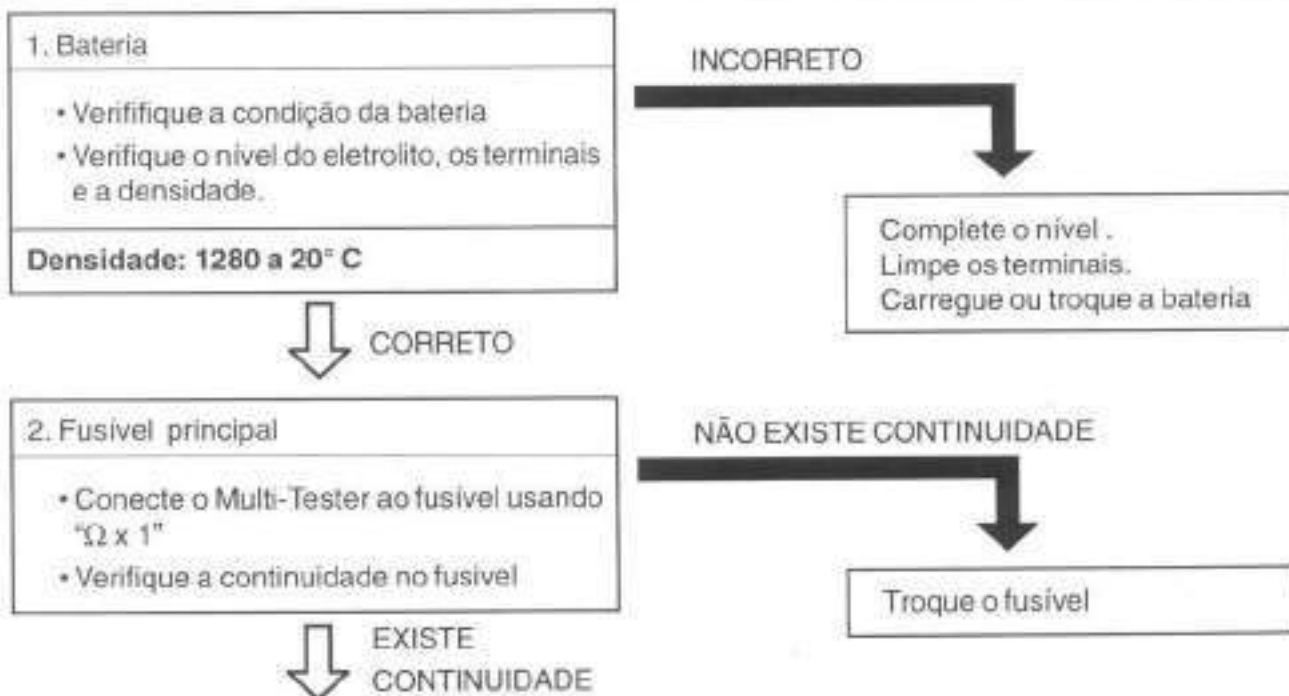 1. Bateria
• Verififique a condição da bateria
• Verifique o nível do eletrolito, os terminais
e a densidade.
Densidade: 1280 a 20° C
INCORRETO
Complete o nível .
Limpe os terminais.
Carregue ou troque a bateria
CORRETO
2. Fusível principal
• Conecte o Multi-Tester ao fusível usando
"Ω x 1"
• Verifique a continuidade no fusivel
NÃO EXISTE CONTINUIDADE
Troque o fusível
EXISTE
CONTINUIDADE